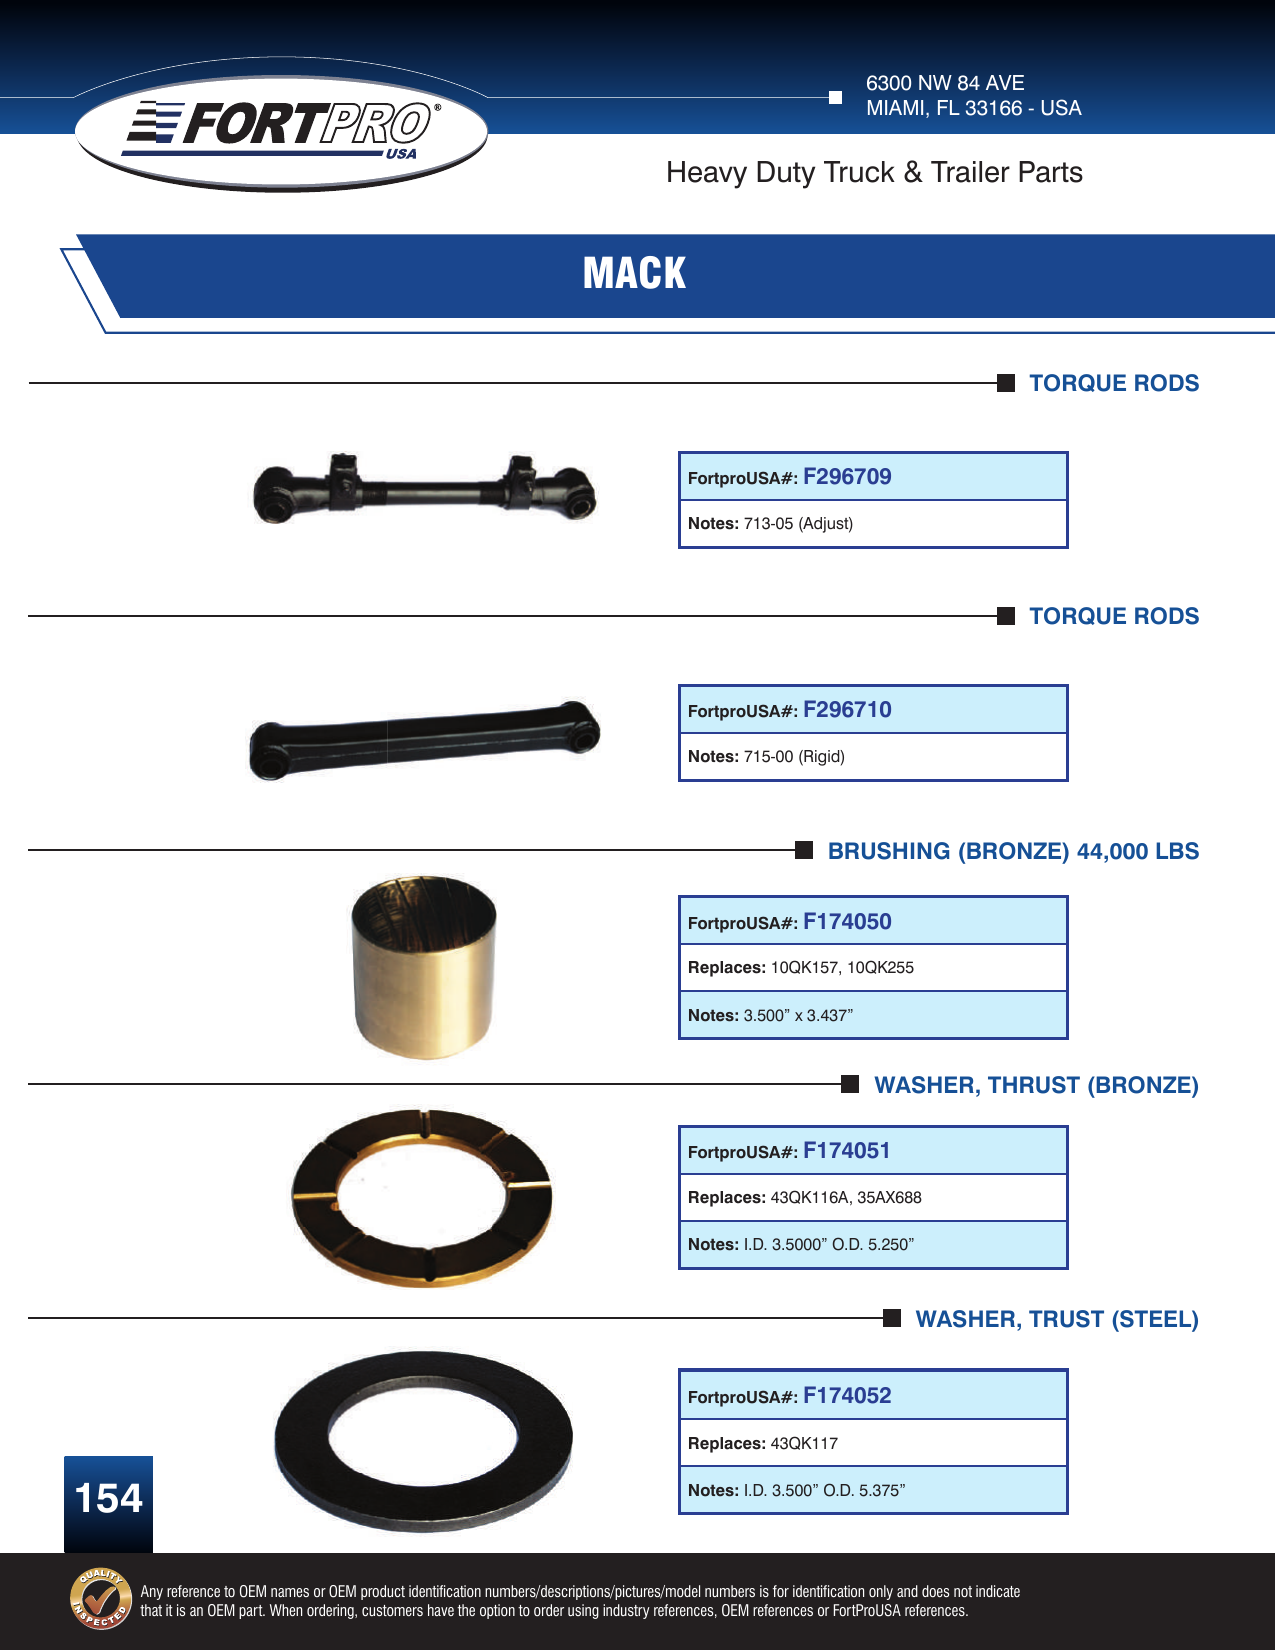 6300 NW 84 AVE
MIAMI, FL 33166 - USA
FORTPRO®
USA
Heavy Duty Truck & Trailer Parts
MACK
TORQUE RODS
FortproUSA#: F296709
Notes: 713-05 (Adjust)
TORQUE RODS
FortproUSA#: F296710
Notes: 715-00 (Rigid)
BRUSHING (BRONZE) 44,000 LBS
FortproUSA#: F174050
Replaces: 10QK157, 10QK255
Notes: 3.500” x 3.437”
WASHER, THRUST (BRONZE)
FortproUSA#: F174051
Replaces: 43QK116A, 35AX688
Notes: I.D. 3.5000” O.D. 5.250”
WASHER, TRUST (STEEL)
FortproUSA#: F174052
Replaces: 43QK117
Notes: I.D. 3.500” O.D. 5.375”
154
QUALITY
INSPECTED
Any reference to OEM names or OEM product identification numbers/descriptions/pictures/model numbers is for identification only and does not indicate
that it is an OEM part. When ordering, customers have the option to order using industry references, OEM references or FortProUSA references.